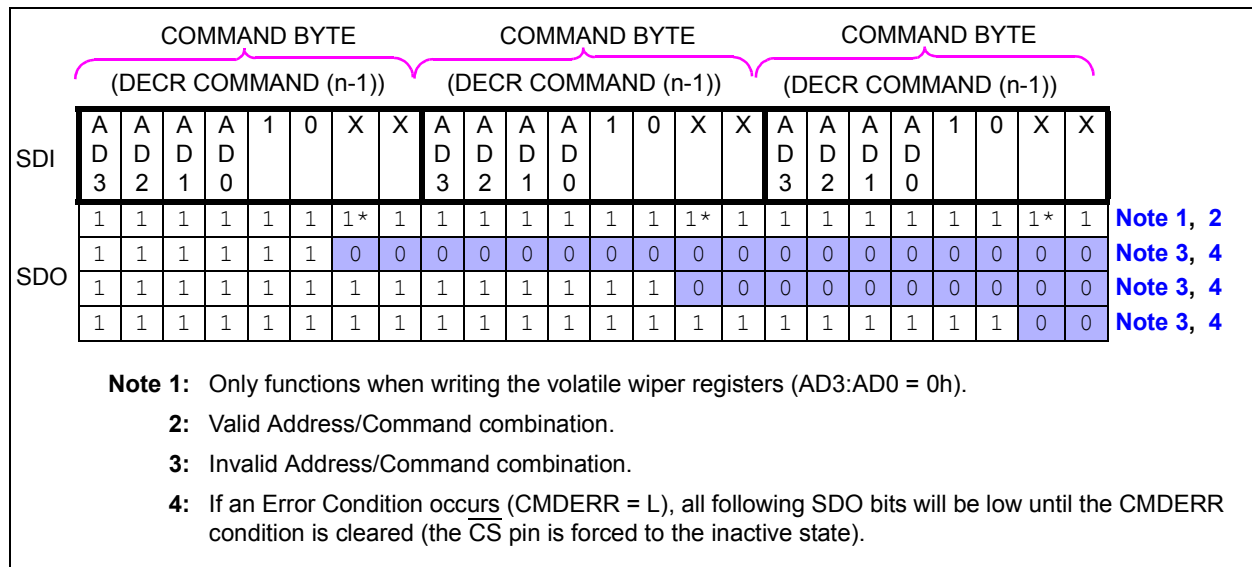 COMMAND BYTE COMMAND BYTE COMMAND BYTE
(DECR COMMAND (n-1)) (DECR COMMAND (n-1)) (DECR COMMAND (n-1))
A A A A 1 0 X X A A A A 1 0 X X A A A A 1 0 X X
SDI D D D D D D D D D D D D
3 2 1 0 3 2 1 0 3 2 1 0
1 1 1 1 1 1 1* 1 1 1 1 1 1 1 1* 1 1 1 1 1 1 1 1* 1 Note 1, 2
1 1 1 1 1 1 0 0 0 0 0 0 0 0 0 0 0 0 0 0 0 0 0 0 Note 3, 4
SDO 1 1 1 1 1 1 1 1 1 1 1 1 1 1 0 0 0 0 0 0 0 0 0 0 Note 3, 4
1 1 1 1 1 1 1 1 1 1 1 1 1 1 1 1 1 1 1 1 1 1 0 0 Note 3, 4
Note 1: Only functions when writing the volatile wiper registers (AD3:AD0 = 0h).
2: Valid Address/Command combination.
3: Invalid Address/Command combination.
4: If an Error Condition occurs (CMDERR = L), all following SDO bits will be low until the CMDERR
condition is cleared (the C̅S̅ pin is forced to the inactive state).